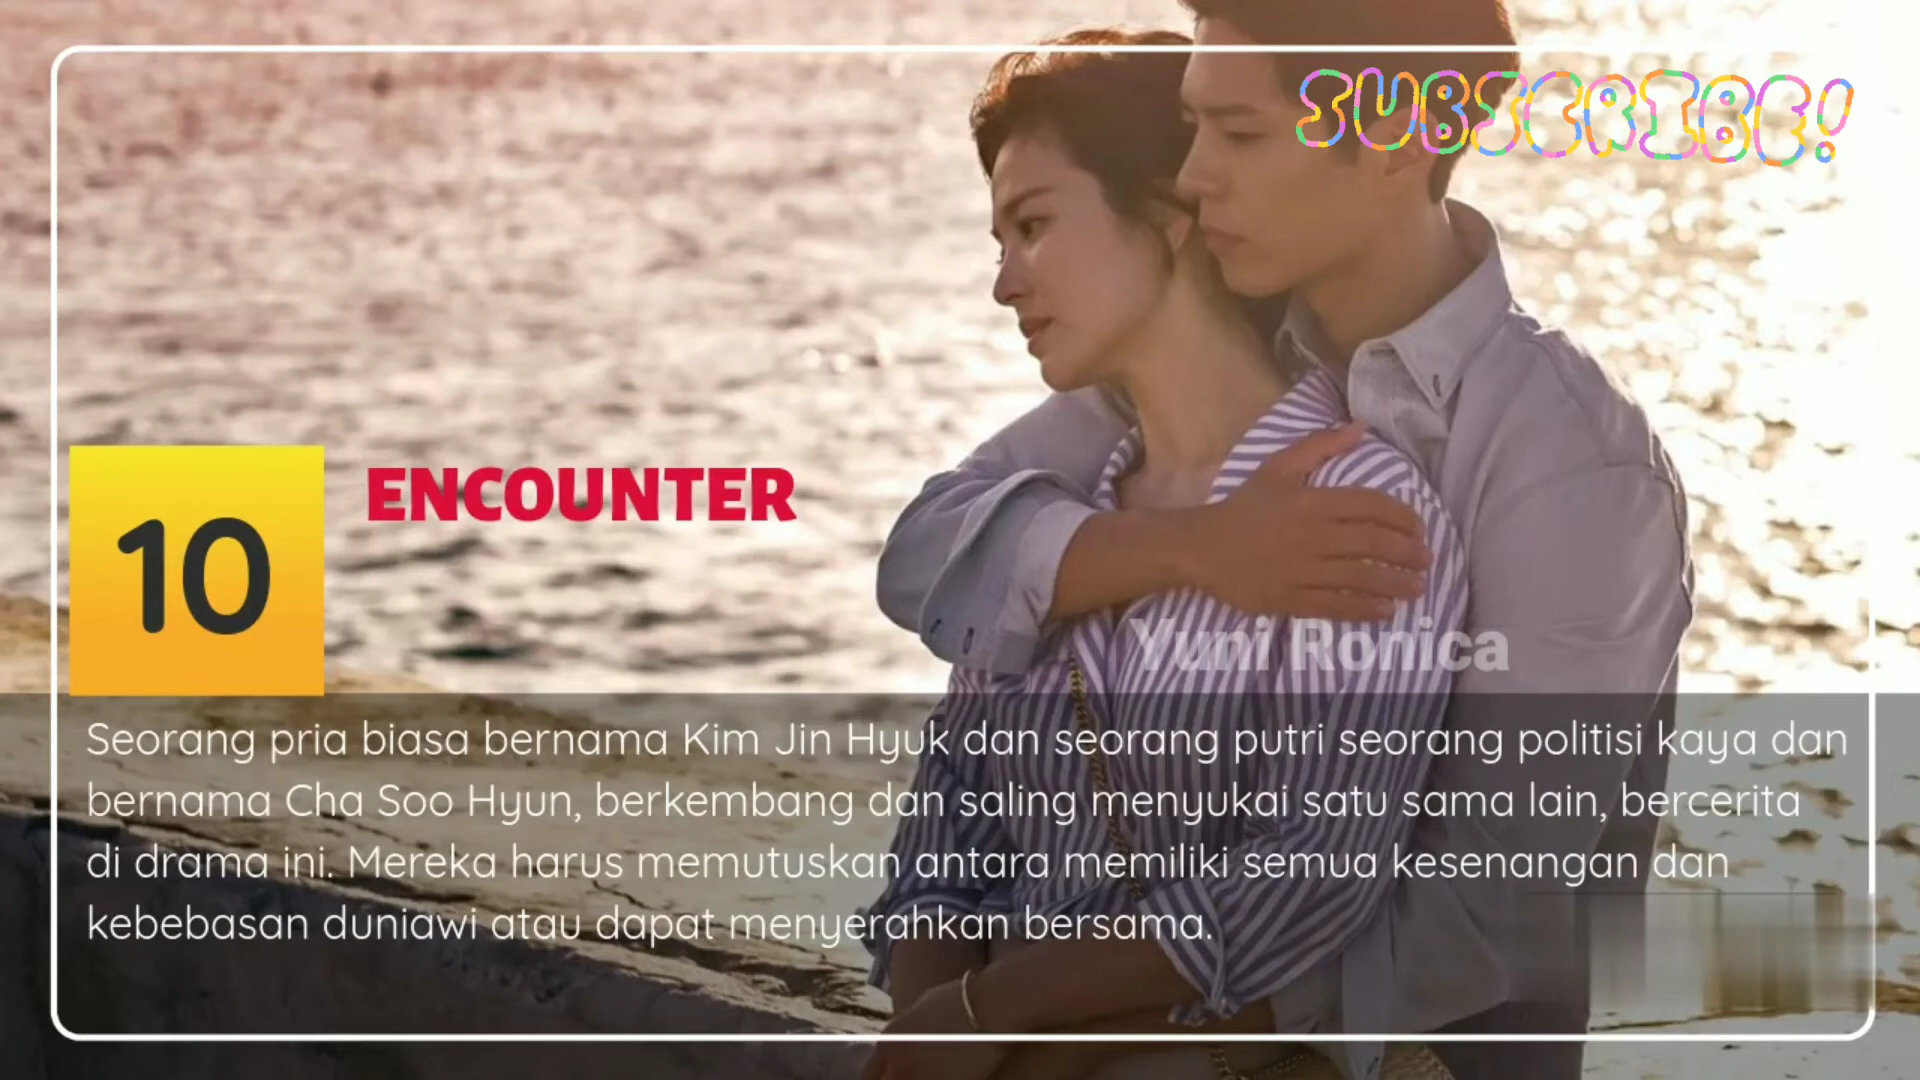 SUBSCRIBE!
10
ENCOUNTER
Yuni Ronica
Seorang pria biasa bernama Kim Jin Hyuk dan seorang putri seorang politisi kaya dan
bernama Cha Soo Hyun, berkembang dan saling menyukai satu sama lain, bercerita
di drama ini. Mereka harus memutuskan antara memiliki semua kesenangan dan
kebebasan duniawi atau dapat menyerahkan bersama.